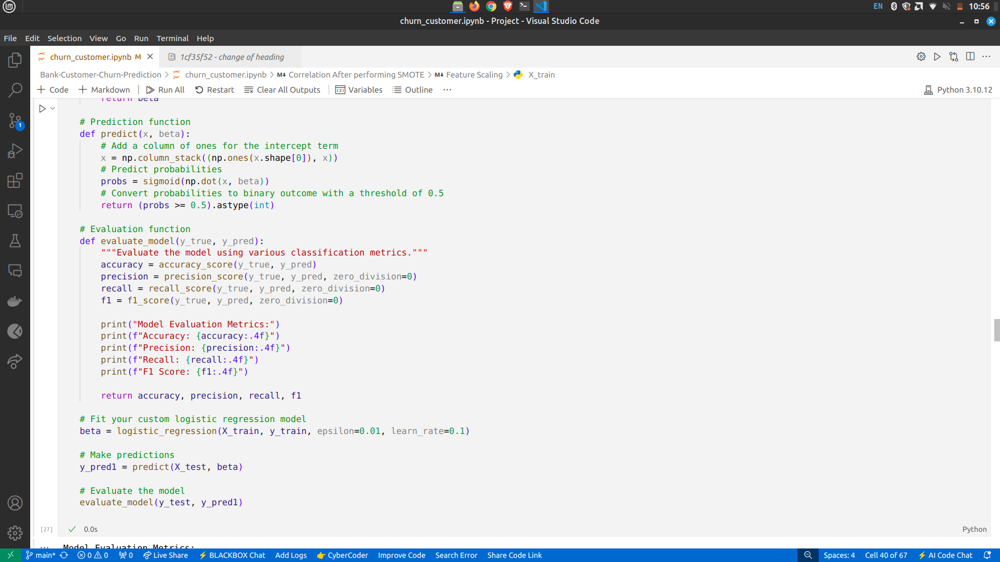 EN 10:56
churn_customer.ipynb - Project - Visual Studio Code
File Edit Selection View Go Run Terminal Help
churn_customer.ipynb M 1cf35f52 - change of heading
Bank-Customer-Churn-Prediction > churn_customer.ipynb > M↓ Correlation After performing SMOTE > M↓ Feature Scaling > X_train
+ Code + Markdown Run All Restart Clear All Outputs Variables Outline ... Python 3.10.12
return beta
# Prediction function
def predict(x, beta):
    # Add a column of ones for the intercept term
    x = np.column_stack((np.ones(x.shape[0]), x))
    # Predict probabilities
    probs = sigmoid(np.dot(x, beta))
    # Convert probabilities to binary outcome with a threshold of 0.5
    return (probs >= 0.5).astype(int)
# Evaluation function
def evaluate_model(y_true, y_pred):
    """Evaluate the model using various classification metrics."""
    accuracy = accuracy_score(y_true, y_pred)
    precision = precision_score(y_true, y_pred, zero_division=0)
    recall = recall_score(y_true, y_pred, zero_division=0)
    f1 = f1_score(y_true, y_pred, zero_division=0)
    print("Model Evaluation Metrics:")
    print(f"Accuracy: {accuracy:.4f}")
    print(f"Precision: {precision:.4f}")
    print(f"Recall: {recall:.4f}")
    print(f"F1 Score: {f1:.4f}")
    return accuracy, precision, recall, f1
# Fit your custom logistic regression model
beta = logistic_regression(X_train, y_train, epsilon=0.01, learn_rate=0.1)
# Make predictions
y_pred1 = predict(X_test, beta)
# Evaluate the model
evaluate_model(y_test, y_pred1)
[27] 0.0s Python
... Model Evaluation Metrics:
main* 0 0 0 Live Share BLACKBOX Chat Add Logs CyberCoder Improve Code Search Error Share Code Link Spaces: 4 Cell 40 of 67 AI Code Chat
1